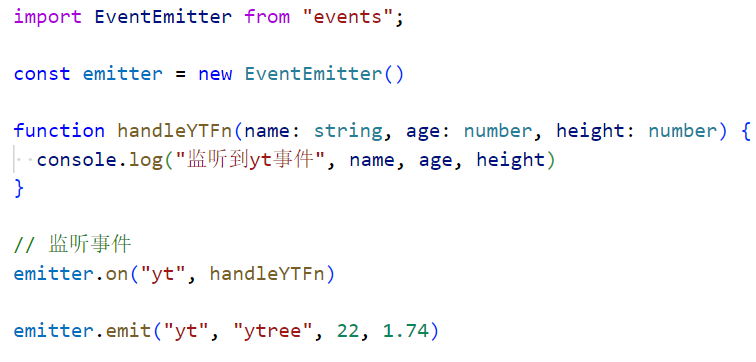 import EventEmitter from "events";
const emitter = new EventEmitter()
function handleYTFn(name: string, age: number, height: number) {
console.log("监听到yt事件", name, age, height)
}
// 监听事件
emitter.on("yt", handleYTFn)
emitter.emit("yt", "ytree", 22, 1.74)